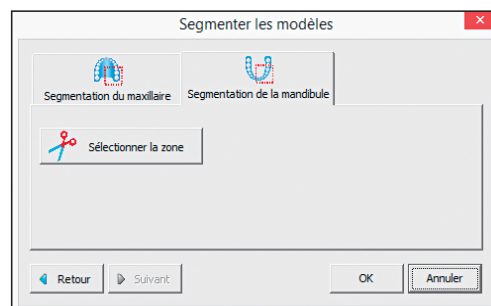 Segmenter les modèles
Segmentation du maxillaire
Segmentation de la mandibule
Sélectionner la zone
Retour
Suivant
OK
Annuler